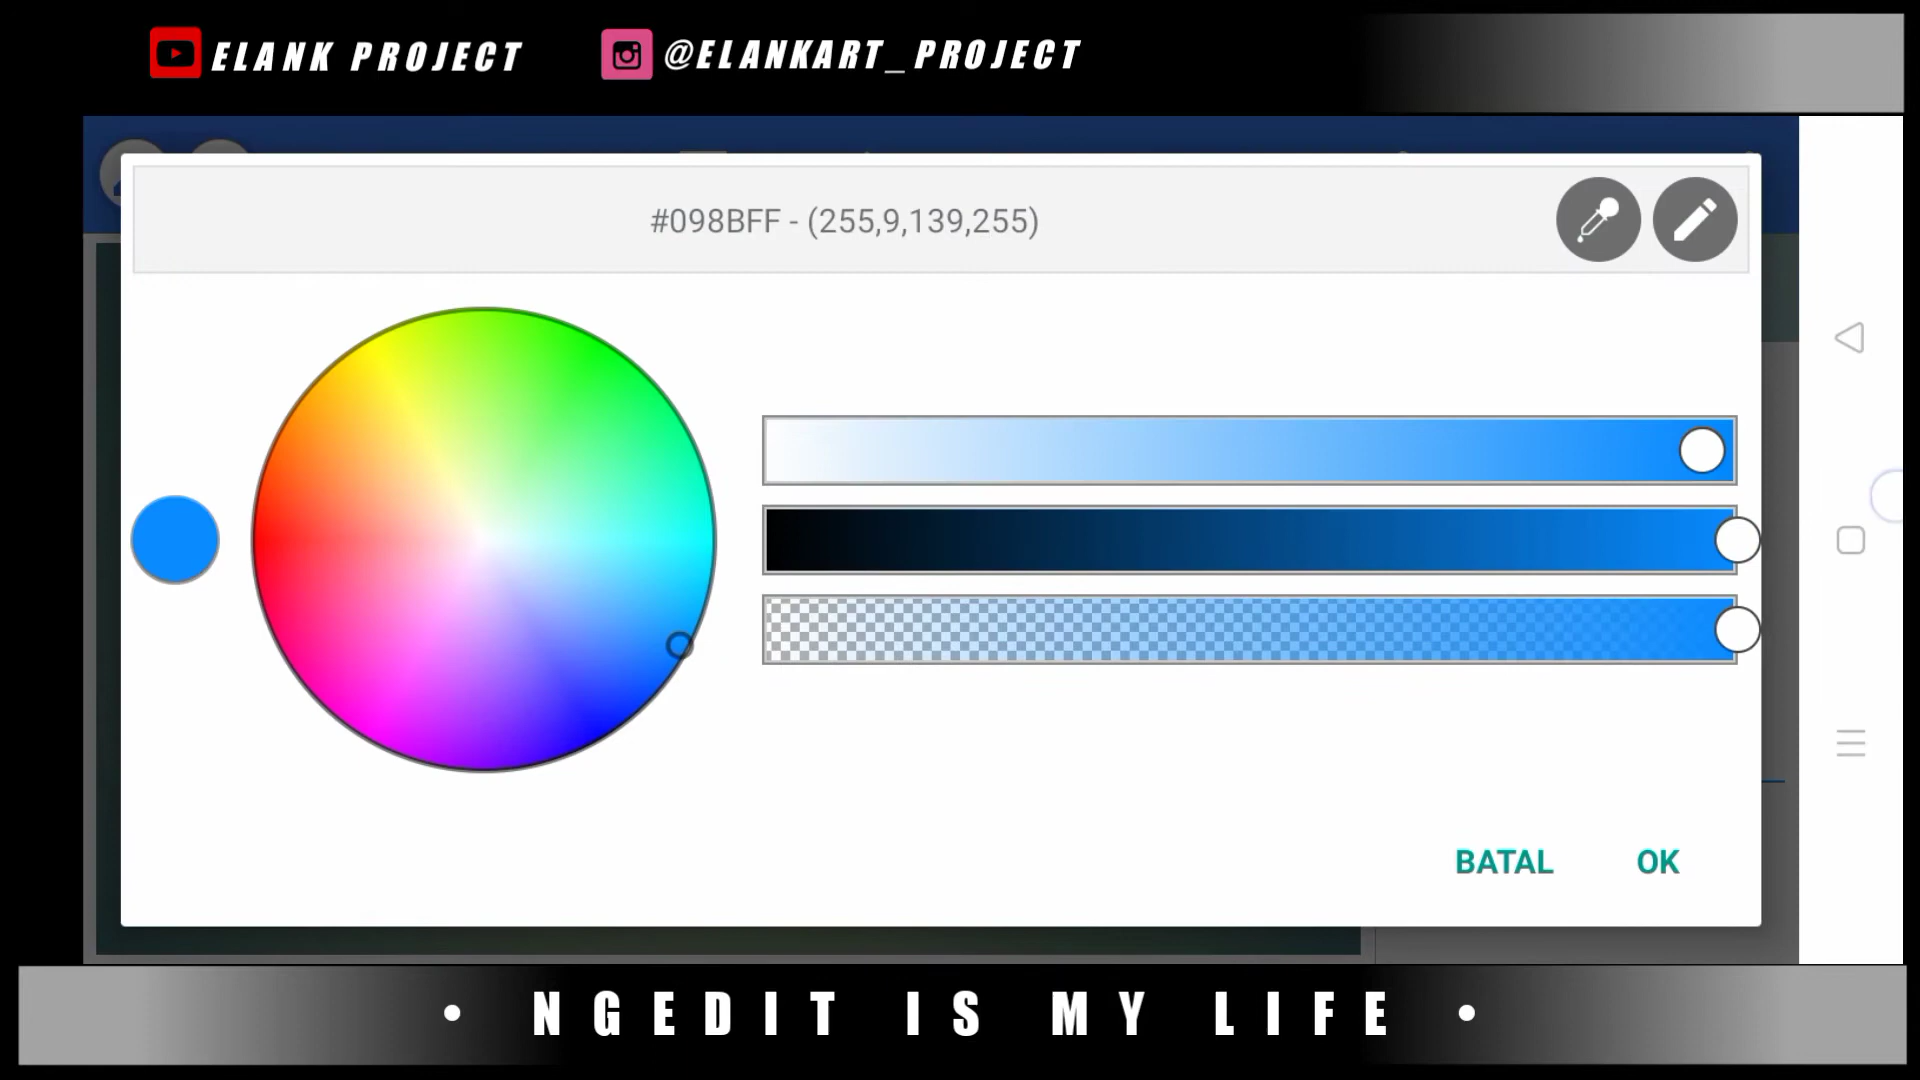 ELANK PROJECT
@ELANKART_PROJECT
#098BFF - (255,9,139,255)
BATAL OK
• NGEDIT IS MY LIFE •